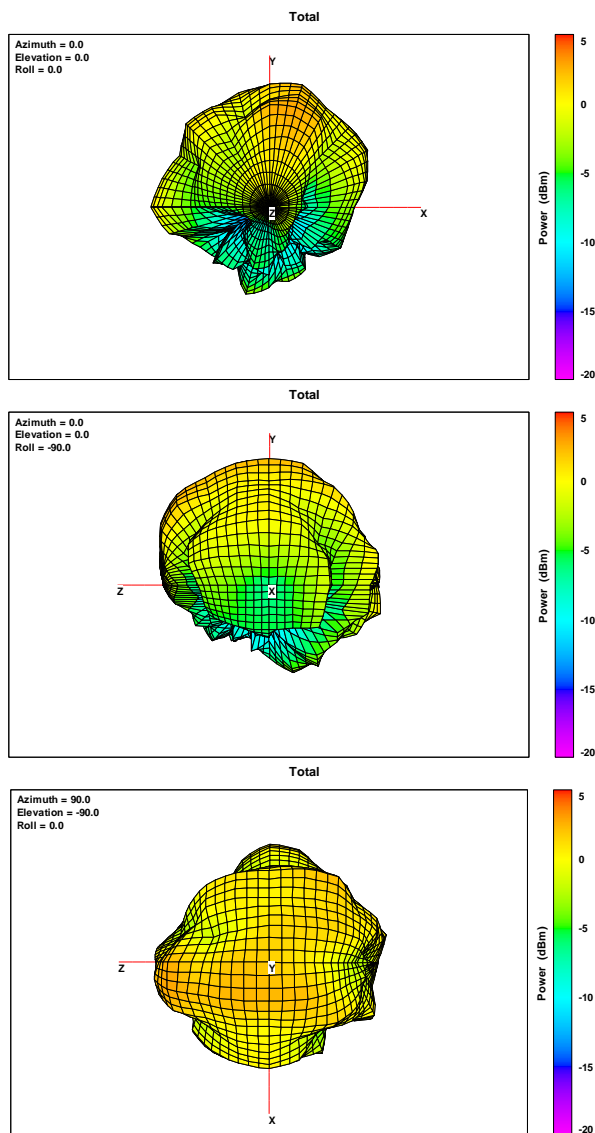 Total
Azimuth = 0.0
Elevation = 0.0
Roll = 0.0
Y
Z
X
5
0
-5
-10
-15
-20
Power (dBm)
Total
Azimuth = 0.0
Elevation = 0.0
Roll = -90.0
Y
Z
X
5
0
-5
-10
-15
-20
Power (dBm)
Total
Azimuth = 90.0
Elevation = -90.0
Roll = 0.0
Z
Y
X
5
0
-5
-10
-15
-20
Power (dBm)